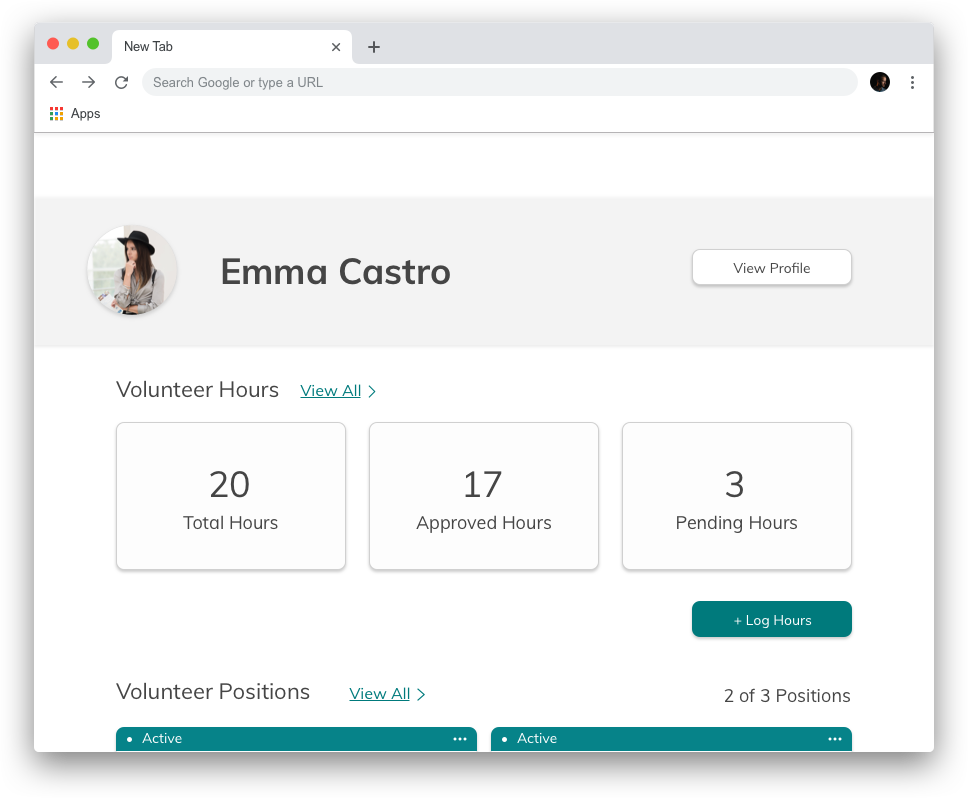 New Tab
Search Google or type a URL
Apps
Emma Castro
View Profile
Volunteer Hours View All
20
Total Hours
17
Approved Hours
3
Pending Hours
+ Log Hours
Volunteer Positions View All 2 of 3 Positions
Active
Active